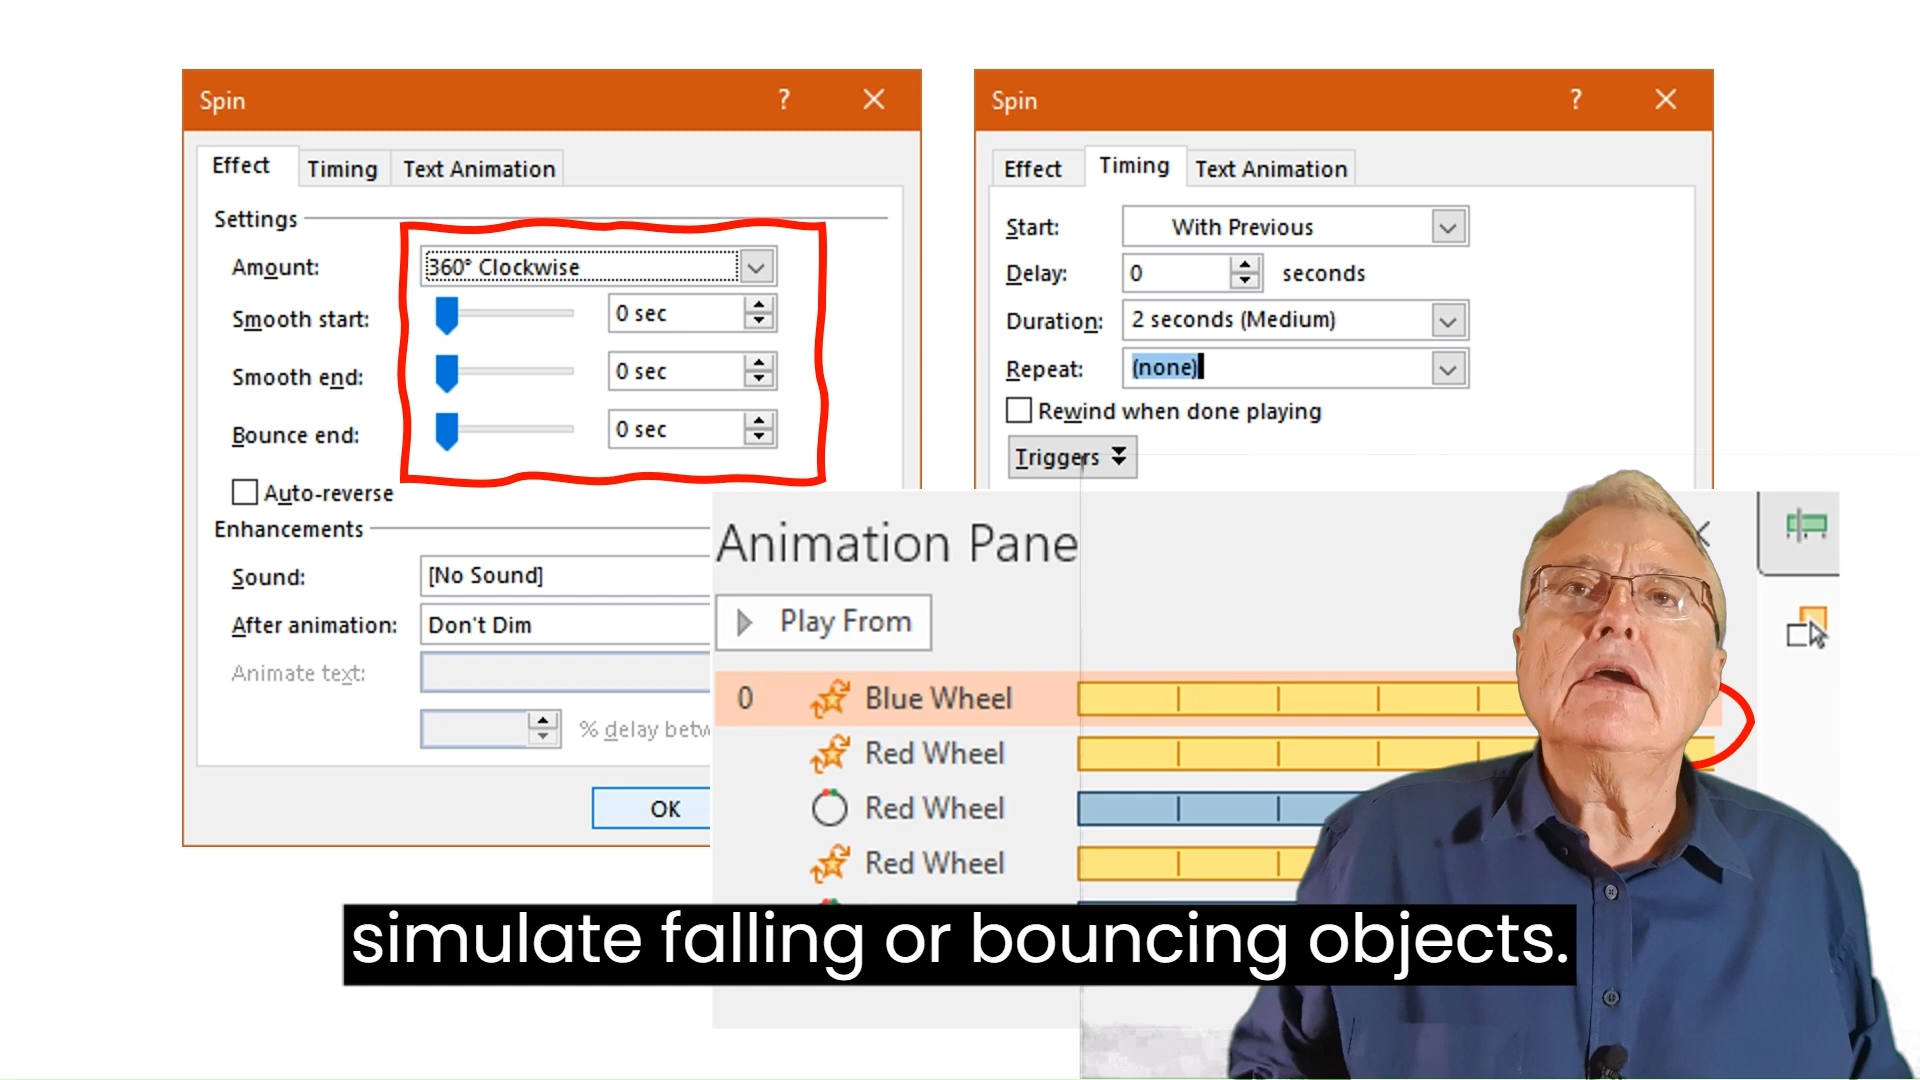 Spin ?
Effect Timing Text Animation
Settings
Amount: 360° Clockwise
Smooth start: 0 sec
Smooth end: 0 sec
Bounce end: 0 sec
Auto-reverse
Enhancements
Sound: [No Sound]
After animation: Don't Dim
Animate text:
% delay betw
OK
Spin ?
Effect Timing Text Animation
Start: With Previous
Delay: 0 seconds
Duration: 2 seconds (Medium)
Repeat: (none)
Rewind when done playing
Triggers
Animation Pane
Play From
0 Blue Wheel
Red Wheel
Red Wheel
Red Wheel
simulate falling or bouncing objects.